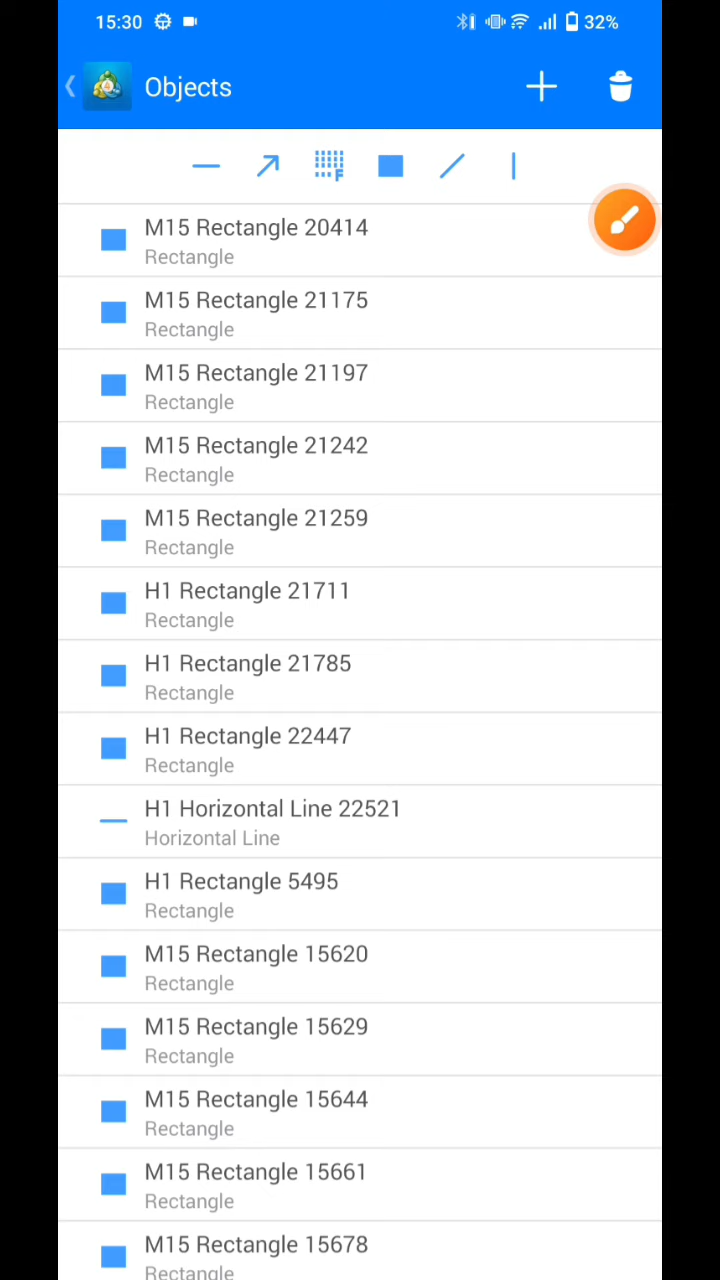 15:30
32%
Objects
F
M15 Rectangle 20414
Rectangle
M15 Rectangle 21175
Rectangle
M15 Rectangle 21197
Rectangle
M15 Rectangle 21242
Rectangle
M15 Rectangle 21259
Rectangle
H1 Rectangle 21711
Rectangle
H1 Rectangle 21785
Rectangle
H1 Rectangle 22447
Rectangle
H1 Horizontal Line 22521
Horizontal Line
H1 Rectangle 5495
Rectangle
M15 Rectangle 15620
Rectangle
M15 Rectangle 15629
Rectangle
M15 Rectangle 15644
Rectangle
M15 Rectangle 15661
Rectangle
M15 Rectangle 15678
Rectangle